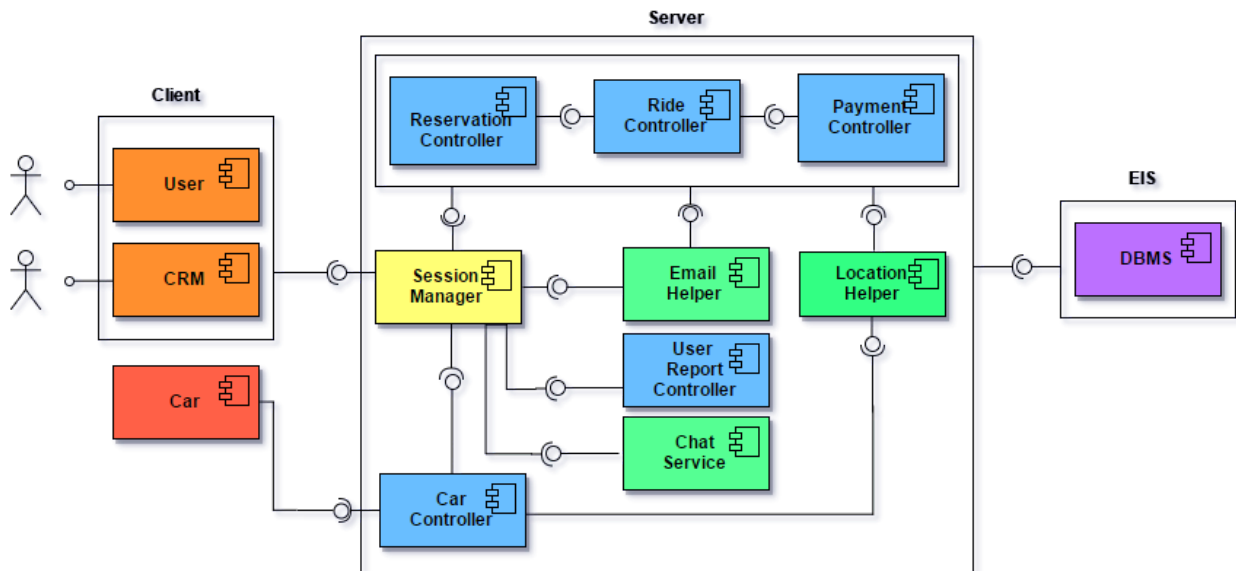 Server
Client
Reservation
Controller
Ride
Controller
Payment
Controller
User
EIS
CRM
Session
Manager
Email
Helper
Location
Helper
DBMS
User
Report
Controller
Car
Chat
Service
Car
Controller